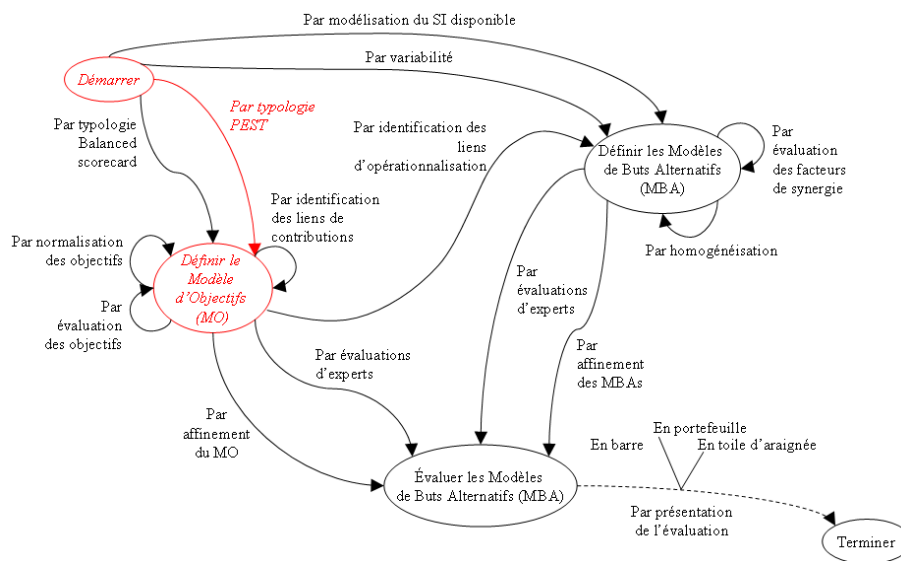 Par modélisation du SI disponible
Par variabilité
Démarrer
Par typologie
PEST
Par typologie
Balanced
scorecard
Par identification des
liens
d'opérationnalisation
Définir les Modèles
de Buts Alternatifs
(MBA)
Par
évaluation
des facteurs
de synergie
Par homogénéisation
Par identification
des liens de
contributions
Par normalisation
des objectifs
Définir le
Modèle
d'Objectifs
(MO)
Par
évaluation
des objectifs
Par
évaluations
d'experts
Par évaluations
d'experts
Par
affinement
des MBAs
Par
affinement
du MO
En portefeuille
En barre
En toile d'araignée
Évaluer les Modèles
de Buts Alternatifs (MBA)
Par présentation
de l'évaluation
Terminer